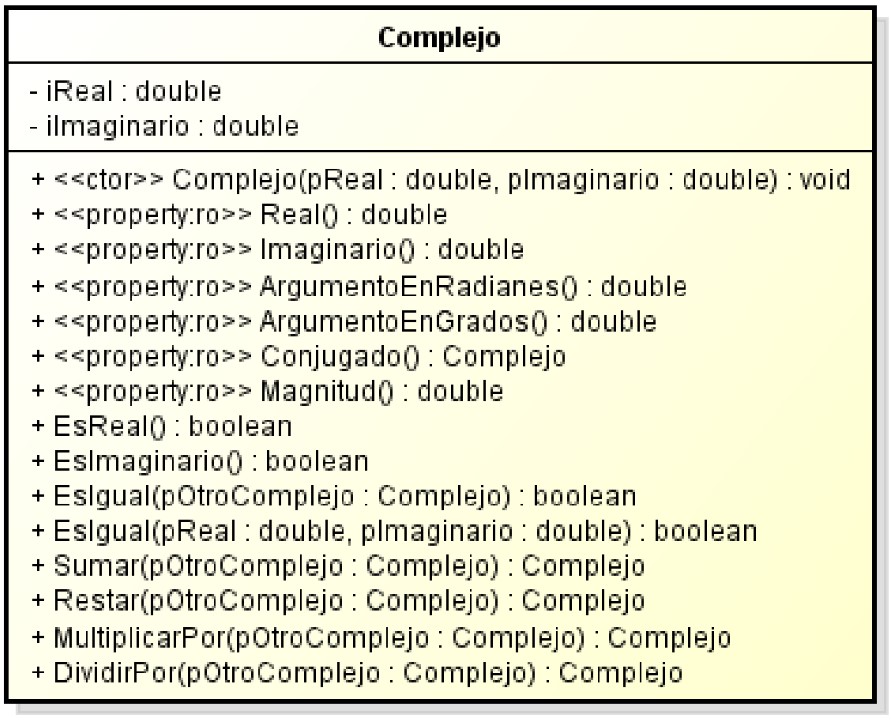 Complejo
- iReal : double
- iImaginario : double
+ <<ctor>> Complejo(pReal : double, pImaginario : double) : void
+ <<property:ro>> Real() : double
+ <<property:ro>> Imaginario() : double
+ <<property:ro>> ArgumentoEnRadianes() : double
+ <<property:ro>> ArgumentoEnGrados() : double
+ <<property:ro>> Conjugado() : Complejo
+ <<property:ro>> Magnitud() : double
+ EsReal() : boolean
+ EsImaginario() : boolean
+ EsIgual(pOtroComplejo : Complejo) : boolean
+ EsIgual(pReal : double, pImaginario : double) : boolean
+ Sumar(pOtroComplejo : Complejo) : Complejo
+ Restar(pOtroComplejo : Complejo) : Complejo
+ MultiplicarPor(pOtroComplejo : Complejo) : Complejo
+ DividirPor(pOtroComplejo : Complejo) : Complejo